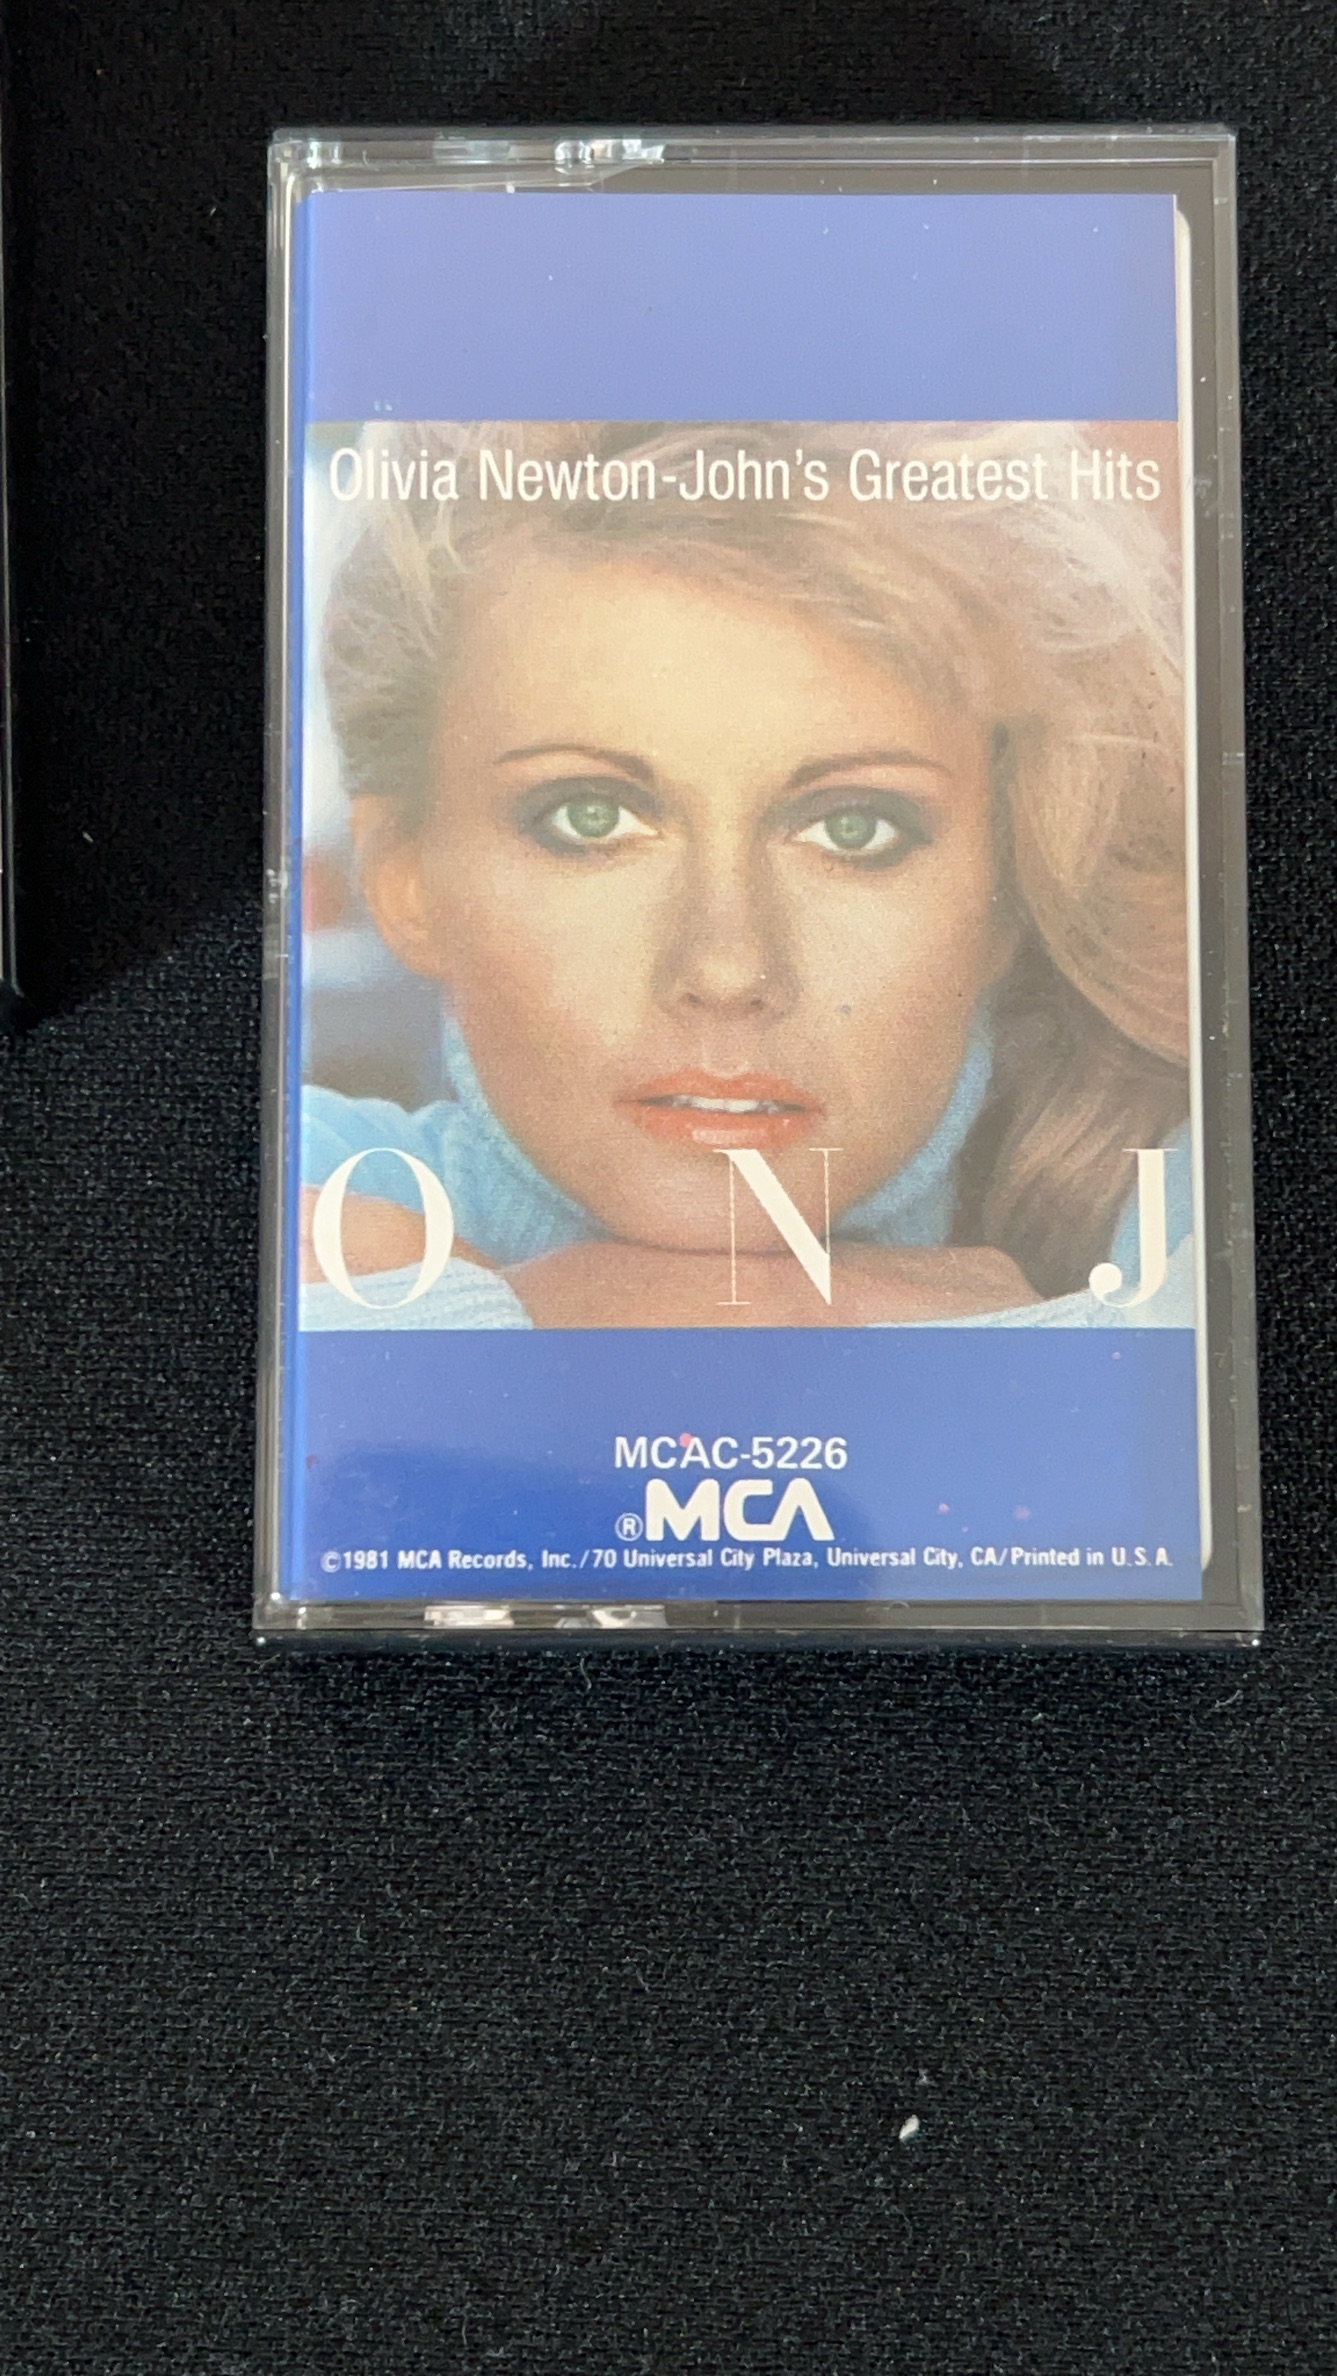 Olivia Newton-John's Greatest Hits
O N J
MCAC-5226
®MCA
©1981 MCA Records, Inc./70 Universal City Plaza, Universal City, CA/Printed in U.S.A.